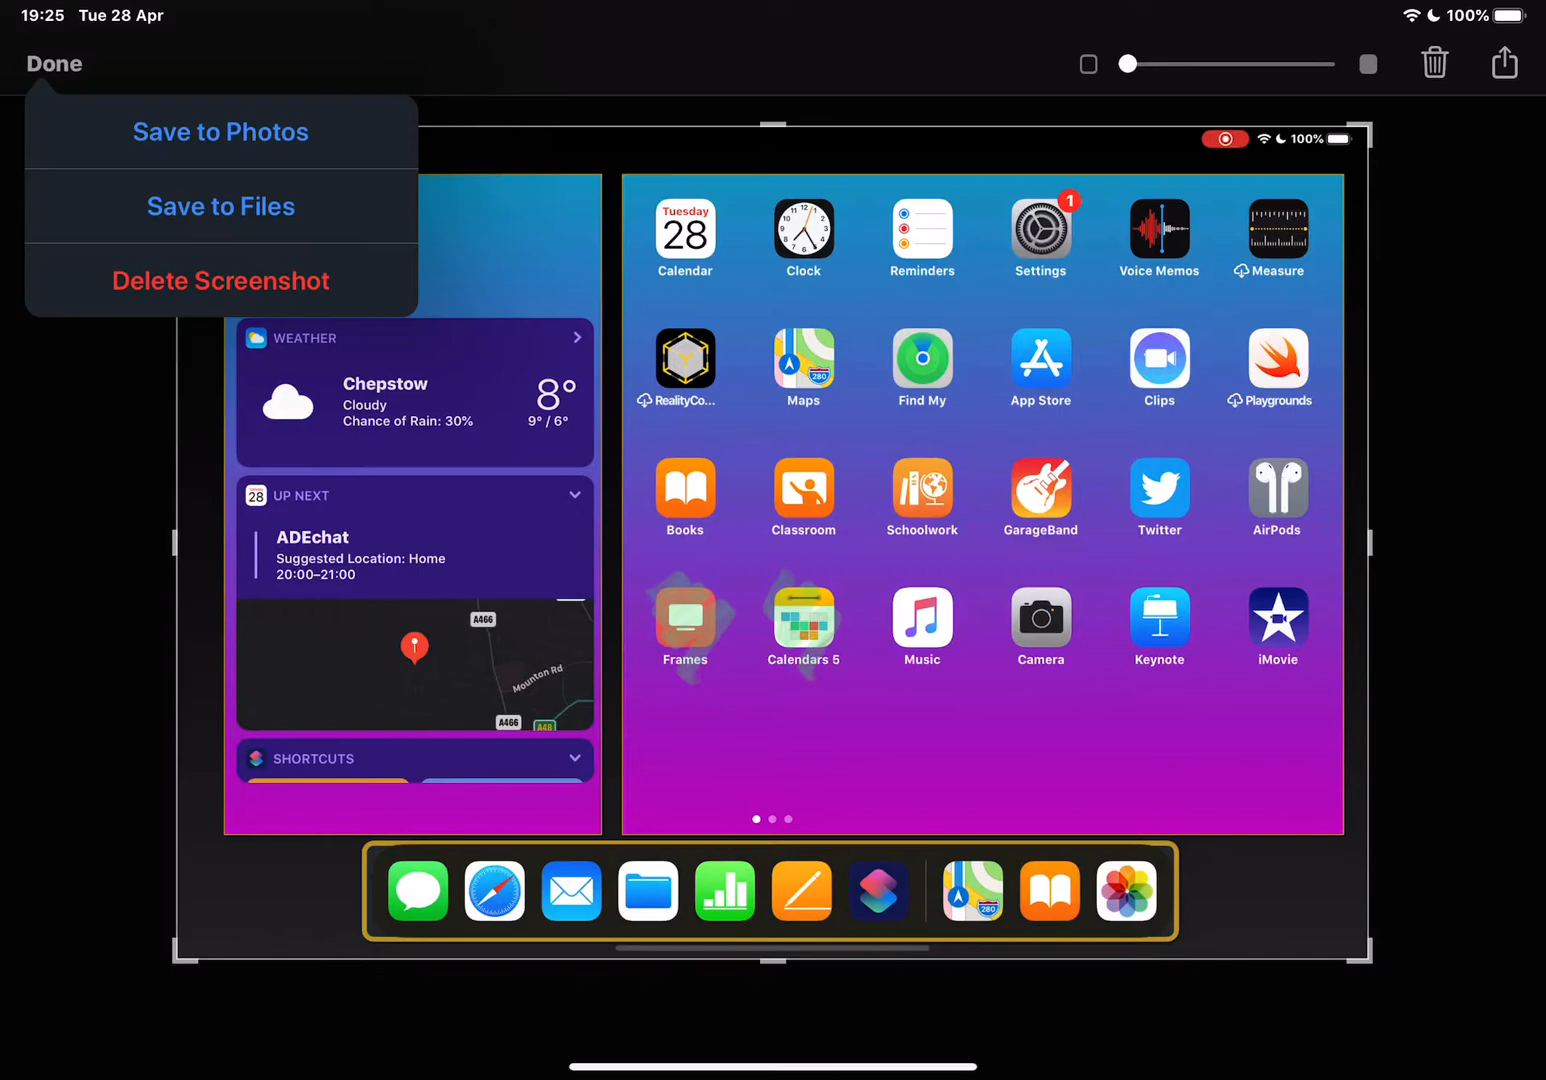 19:25 Tue 28 Apr
100%
Done
Save to Photos
Save to Files
Delete Screenshot
100%
WEATHER
Chepstow
Cloudy
Chance of Rain: 30%
8°
9° / 6°
28 UP NEXT
ADEchat
Suggested Location: Home
20:00–21:00
A466
Mounton Rd
A466
A48
SHORTCUTS
Tuesday
28
1
Calendar
Clock
Reminders
Settings
Voice Memos
Measure
280
RealityCo...
Maps
Find My
App Store
Clips
Playgrounds
Books
Classroom
Schoolwork
GarageBand
Twitter
AirPods
Frames
Calendars 5
Music
Camera
Keynote
iMovie
280